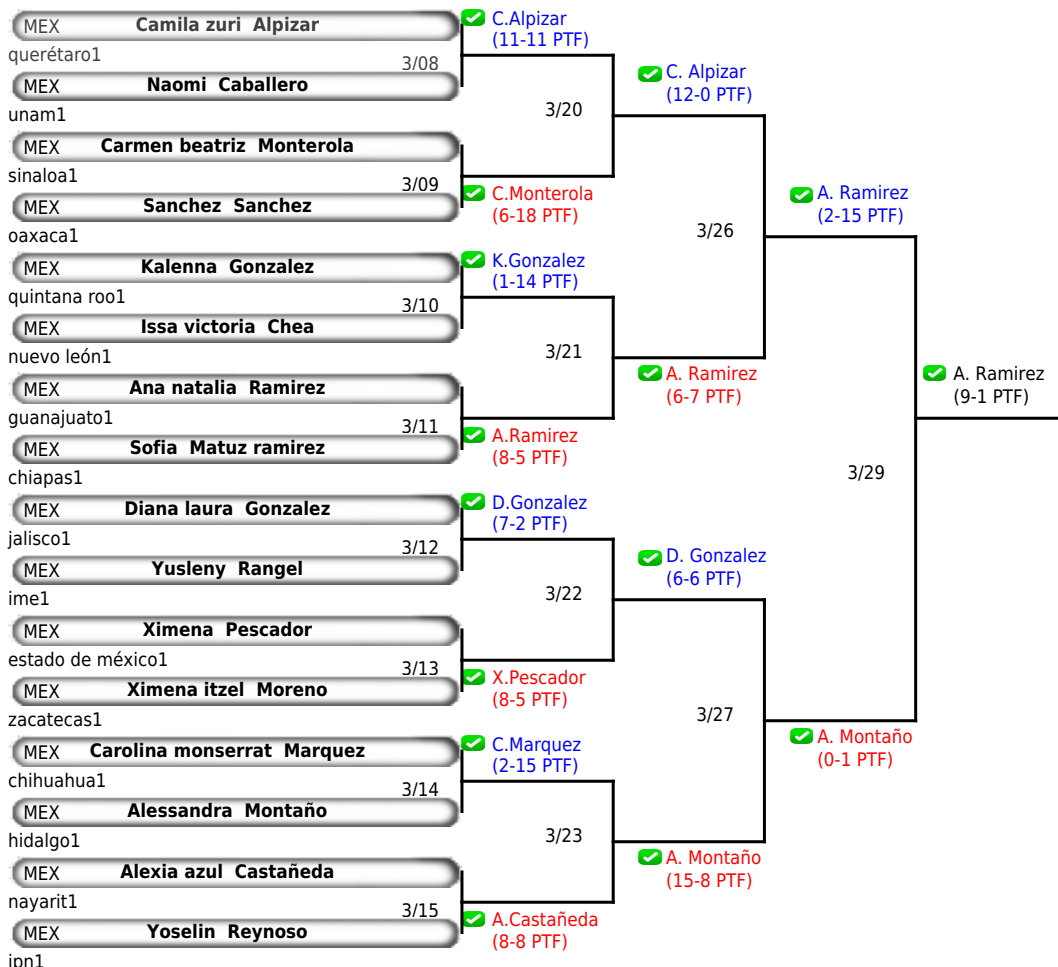 MEX Camila zuri Alpizar
querétaro1
3/08
MEX Naomi Caballero
unam1
MEX Carmen beatriz Monterola
sinaloa1
3/09
MEX Sanchez Sanchez
oaxaca1
MEX Kalenna Gonzalez
quintana roo1
3/10
MEX Issa victoria Chea
nuevo león1
MEX Ana natalia Ramirez
guanajuato1
3/11
MEX Sofia Matuz ramirez
chiapas1
MEX Diana laura Gonzalez
jalisco1
3/12
MEX Yusleny Rangel
ime1
MEX Ximena Pescador
estado de méxico1
3/13
MEX Ximena itzel Moreno
zacatecas1
MEX Carolina monserrat Marquez
chihuahua1
3/14
MEX Alessandra Montaño
hidalgo1
MEX Alexia azul Castañeda
nayarit1
3/15
MEX Yoselin Reynoso
ipn1
C.Alpizar
(11-11 PTF)
3/20
C.Monterola
(6-18 PTF)
K.Gonzalez
(1-14 PTF)
3/21
A.Ramirez
(8-5 PTF)
D.Gonzalez
(7-2 PTF)
3/22
X.Pescador
(8-5 PTF)
C.Marquez
(2-15 PTF)
3/23
A.Castañeda
(8-8 PTF)
C. Alpizar
(12-0 PTF)
3/26
A. Ramirez
(6-7 PTF)
D. Gonzalez
(6-6 PTF)
3/27
A. Montaño
(15-8 PTF)
A. Ramirez
(2-15 PTF)
3/29
A. Montaño
(0-1 PTF)
A. Ramirez
(9-1 PTF)